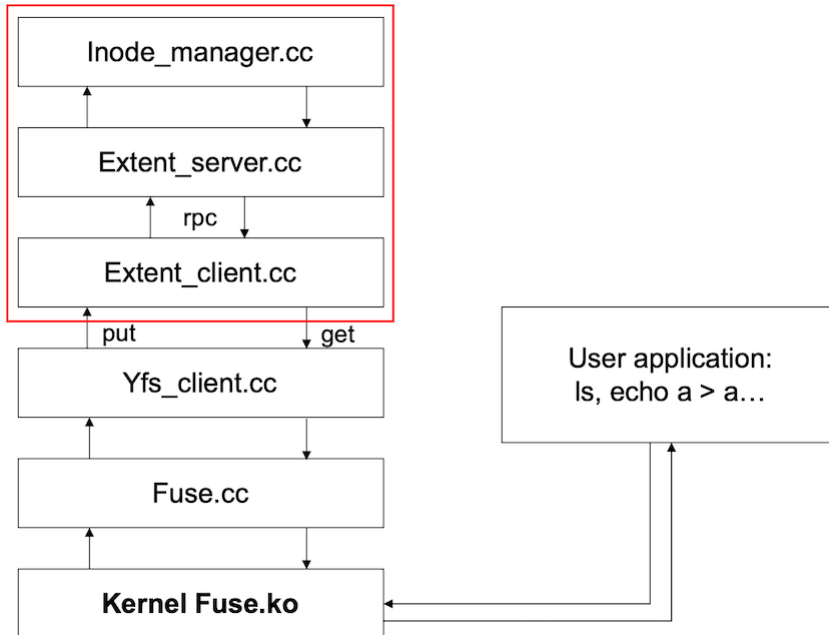 Inode_manager.cc
Extent_server.cc
rpc
Extent_client.cc
put
get
Yfs_client.cc
Fuse.cc
Kernel Fuse.ko
User application:
ls, echo a > a…